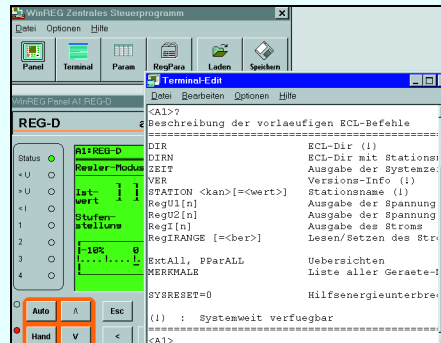 WinREG Zentrales Steuerprogramm
Datei Optionen Hilfe
Panel Terminal Param RegPara Laden Speichern
Terminal-Edit
Datei Bearbeiten Optionen Hilfe
WinREG Panel A1 REG-D
REG-D
Status
< U
> U
< I
1
2
3
4
A1:REG-D
Regler-Modus
Ist-
wert
Stufen-
stellung
-10% 0
Auto Esc
Hand V <
<A1>?
Beschreibung der vorlaeufigen ECL-Befehle
DIR ECL-Dir (!)
DIRN ECL-Dir mit Stations
ZEIT Ausgabe der Systemzei
VER Versions-Info (!)
STATION <kan>[=<wert>] Stationsname (!)
RegU1[n] Ausgabe der Spannung
RegU2[n] Ausgabe der Spannung
RegI[n] Ausgabe des Stroms
RegIRANGE [=<ber>] Lesen/Setzen des Str
ExtAll, PParALL Uebersichten
MERKMALE Liste aller Geraete-
SYSRESET=0 Hilfsenergieunterbre
(!) : Systemweit verfuegbar
<A1>